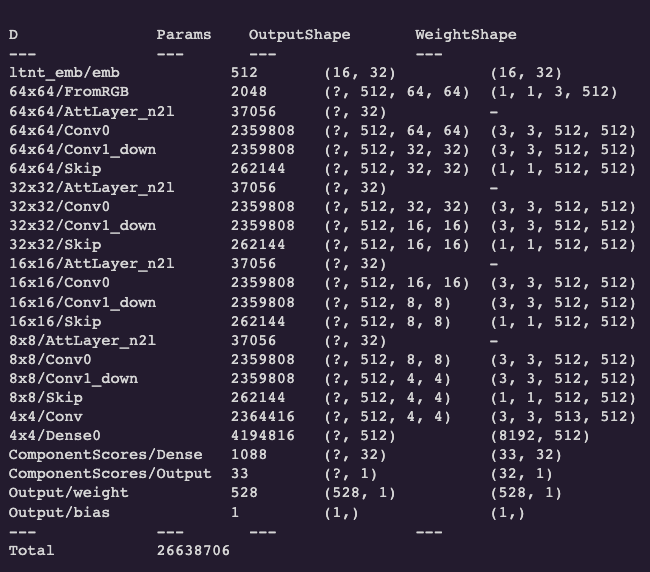 D Params OutputShape WeightShape
--- --- --- ---
ltnt_emb/emb 512 (16, 32) (16, 32)
64x64/FromRGB 2048 (?, 512, 64, 64) (1, 1, 3, 512)
64x64/AttLayer_n2l 37056 (?, 32) -
64x64/Conv0 2359808 (?, 512, 64, 64) (3, 3, 512, 512)
64x64/Conv1_down 2359808 (?, 512, 32, 32) (3, 3, 512, 512)
64x64/Skip 262144 (?, 512, 32, 32) (1, 1, 512, 512)
32x32/AttLayer_n2l 37056 (?, 32) -
32x32/Conv0 2359808 (?, 512, 32, 32) (3, 3, 512, 512)
32x32/Conv1_down 2359808 (?, 512, 16, 16) (3, 3, 512, 512)
32x32/Skip 262144 (?, 512, 16, 16) (1, 1, 512, 512)
16x16/AttLayer_n2l 37056 (?, 32) -
16x16/Conv0 2359808 (?, 512, 16, 16) (3, 3, 512, 512)
16x16/Conv1_down 2359808 (?, 512, 8, 8) (3, 3, 512, 512)
16x16/Skip 262144 (?, 512, 8, 8) (1, 1, 512, 512)
8x8/AttLayer_n2l 37056 (?, 32) -
8x8/Conv0 2359808 (?, 512, 8, 8) (3, 3, 512, 512)
8x8/Conv1_down 2359808 (?, 512, 4, 4) (3, 3, 512, 512)
8x8/Skip 262144 (?, 512, 4, 4) (1, 1, 512, 512)
4x4/Conv 2364416 (?, 512, 4, 4) (3, 3, 513, 512)
4x4/Dense0 4194816 (?, 512) (8192, 512)
ComponentScores/Dense 1088 (?, 32) (33, 32)
ComponentScores/Output 33 (?, 1) (32, 1)
Output/weight 528 (528, 1) (528, 1)
Output/bias 1 (1,) (1,)
--- --- --- ---
Total 26638706